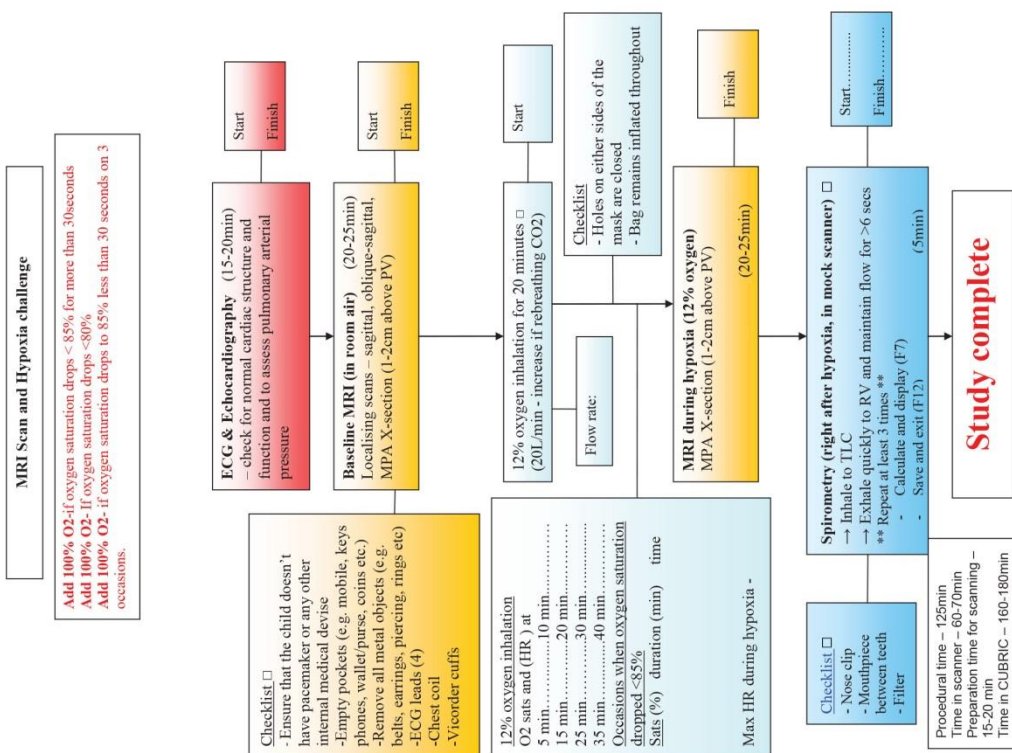 MRI Scan and Hypoxia challenge
Add 100% O2-if oxygen saturation drops < 85% for more than 30seconds
Add 100% O2- If oxygen saturation drops <80%
Add 100% O2- if oxygen saturation drops to 85% less than 30 seconds on 3
occasions.
ECG & Echocardiography (15-20min)
– check for normal cardiac structure and
function and to assess pulmonary arterial
pressure
Start
Finish
Checklist □
- Ensure that the child doesn't
have pacemaker or any other
internal medical devise
-Empty pockets (e.g. mobile, keys
phones, wallet/purse, coins etc.)
-Remove all metal objects (e.g.
belts, earrings, piercing, rings etc)
-ECG leads (4)
-Chest coil
-Vicorder cuffs
Baseline MRI (in room air) (20-25min)
Localising scans – sagittal, oblique-sagittal,
MPA X-section (1-2cm above PV)
Start
Finish
12% oxygen inhalation for 20 minutes □
(20L/min - increase if rebreathing CO2)
Start
Flow rate:
Checklist
- Holes on either sides of the
mask are closed
- Bag remains inflated throughout
12% oxygen inhalation
O2 sats and (HR ) at
5 min............10 min............
15 min...........20 min...........
25 min...........30 min...........
35 min...........40 min...........
Occasions when oxygen saturation
dropped <85%
Sats (%) duration (min) time
Max HR during hypoxia -
MRI during hypoxia (12% oxygen)
MPA X-section (1-2cm above PV)
(20-25min)
Finish
Spirometry (right after hypoxia, in mock scanner) □
→ Inhale to TLC
→ Exhale quickly to RV and maintain flow for >6 secs
** Repeat at least 3 times **
- Calculate and display (F7)
- Save and exit (F12)
(5min)
Start............
Finish............
Checklist □
- Nose clip
- Mouthpiece
between teeth
- Filter
Procedural time – 125min
Time in scanner – 60-70min
Preparation time for scanning –
15-20 min
Time in CUBRIC – 160-180min
Study complete